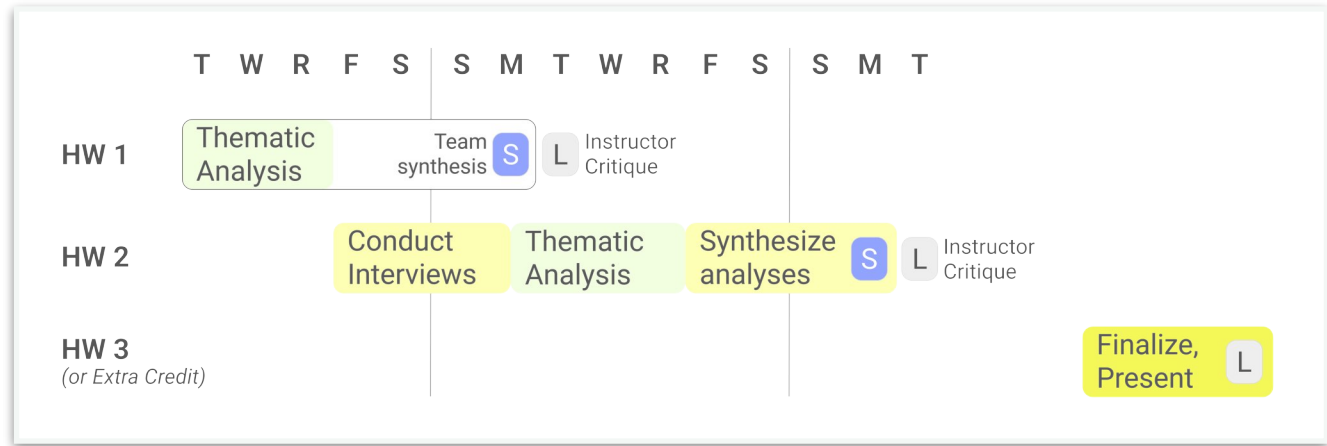 T W R F S S M T W R F S S M T
HW 1
Thematic
Analysis
Team
synthesis
S
L
Instructor
Critique
HW 2
Conduct
Interviews
Thematic
Analysis
Synthesize
analyses
S
L
Instructor
Critique
HW 3
(or Extra Credit)
Finalize,
Present
L